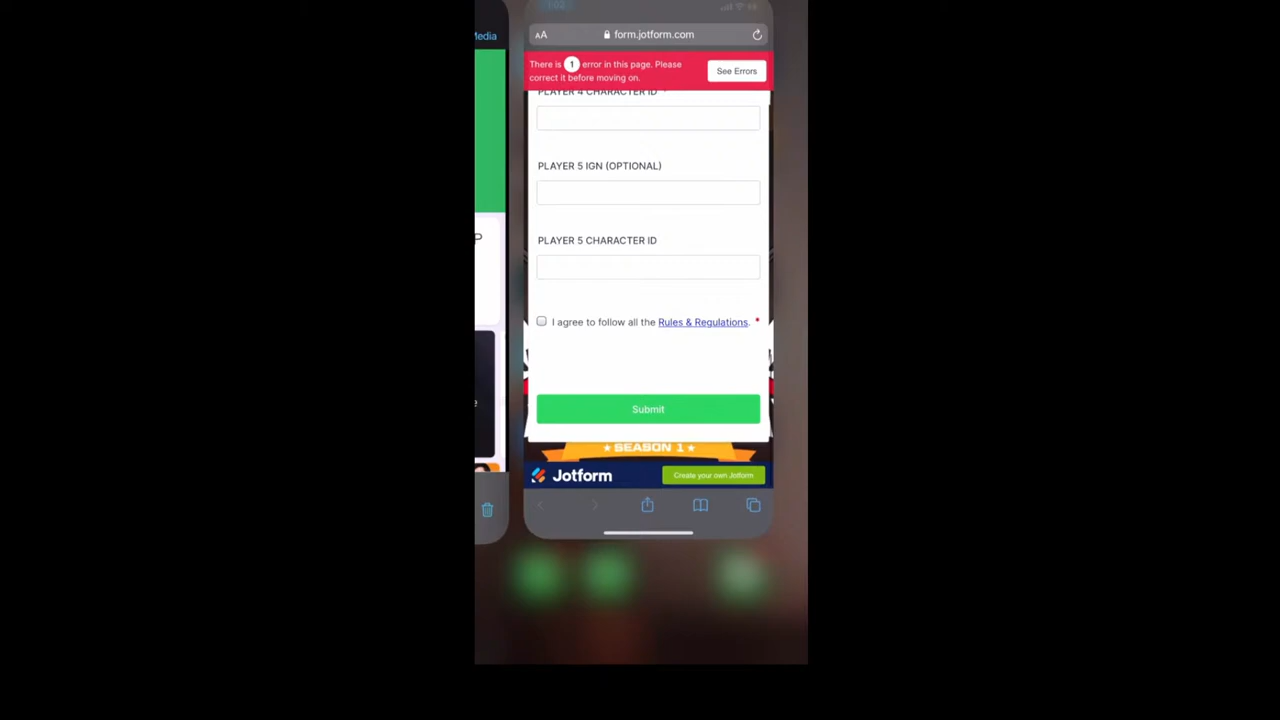 1:02
Media
AA form.jotform.com
There is 1 error in this page. Please
correct it before moving on.
See Errors
PLAYER 4 CHARACTER ID *
PLAYER 5 IGN (OPTIONAL)
P
PLAYER 5 CHARACTER ID
I agree to follow all the Rules & Regulations. *
e
Submit
SEASON 1
Jotform
Create your own Jotform